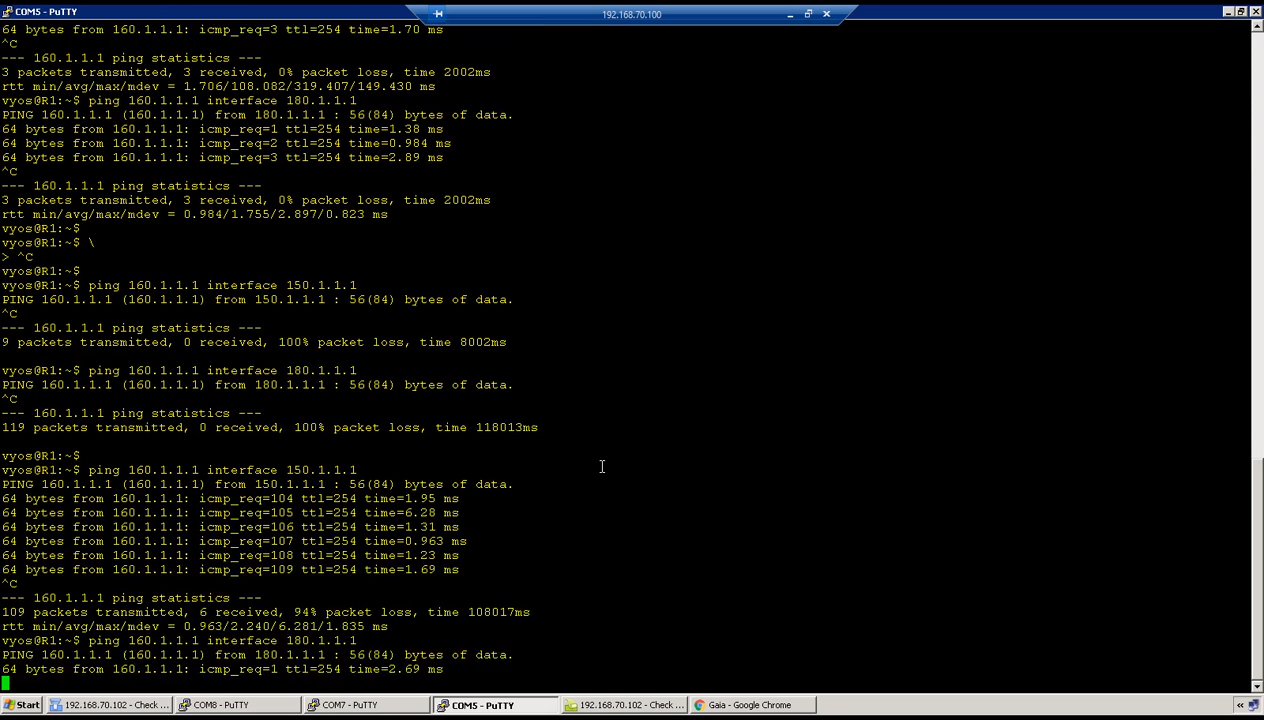 COM5 - PuTTY
192.168.70.100
64 bytes from 160.1.1.1: icmp_req=3 ttl=254 time=1.70 ms
^C
--- 160.1.1.1 ping statistics ---
3 packets transmitted, 3 received, 0% packet loss, time 2002ms
rtt min/avg/max/mdev = 1.706/108.082/319.407/149.430 ms
vyos@R1:~$ ping 160.1.1.1 interface 180.1.1.1
PING 160.1.1.1 (160.1.1.1) from 180.1.1.1 : 56(84) bytes of data.
64 bytes from 160.1.1.1: icmp_req=1 ttl=254 time=1.38 ms
64 bytes from 160.1.1.1: icmp_req=2 ttl=254 time=0.984 ms
64 bytes from 160.1.1.1: icmp_req=3 ttl=254 time=2.89 ms
^C
--- 160.1.1.1 ping statistics ---
3 packets transmitted, 3 received, 0% packet loss, time 2002ms
rtt min/avg/max/mdev = 0.984/1.755/2.897/0.823 ms
vyos@R1:~$
vyos@R1:~$ \
> ^C
vyos@R1:~$
vyos@R1:~$ ping 160.1.1.1 interface 150.1.1.1
PING 160.1.1.1 (160.1.1.1) from 150.1.1.1 : 56(84) bytes of data.
^C
--- 160.1.1.1 ping statistics ---
9 packets transmitted, 0 received, 100% packet loss, time 8002ms
vyos@R1:~$ ping 160.1.1.1 interface 180.1.1.1
PING 160.1.1.1 (160.1.1.1) from 180.1.1.1 : 56(84) bytes of data.
^C
--- 160.1.1.1 ping statistics ---
119 packets transmitted, 0 received, 100% packet loss, time 118013ms
vyos@R1:~$
vyos@R1:~$ ping 160.1.1.1 interface 150.1.1.1
PING 160.1.1.1 (160.1.1.1) from 150.1.1.1 : 56(84) bytes of data.
64 bytes from 160.1.1.1: icmp_req=104 ttl=254 time=1.95 ms
64 bytes from 160.1.1.1: icmp_req=105 ttl=254 time=6.28 ms
64 bytes from 160.1.1.1: icmp_req=106 ttl=254 time=1.31 ms
64 bytes from 160.1.1.1: icmp_req=107 ttl=254 time=0.963 ms
64 bytes from 160.1.1.1: icmp_req=108 ttl=254 time=1.23 ms
64 bytes from 160.1.1.1: icmp_req=109 ttl=254 time=1.69 ms
^C
--- 160.1.1.1 ping statistics ---
109 packets transmitted, 6 received, 94% packet loss, time 108017ms
rtt min/avg/max/mdev = 0.963/2.240/6.281/1.835 ms
vyos@R1:~$ ping 160.1.1.1 interface 180.1.1.1
PING 160.1.1.1 (160.1.1.1) from 180.1.1.1 : 56(84) bytes of data.
64 bytes from 160.1.1.1: icmp_req=1 ttl=254 time=2.69 ms
Start
192.168.70.102 - Check ...
COM8 - PuTTY
COM7 - PuTTY
COM5 - PuTTY
192.168.70.102 - Check ...
Gaia - Google Chrome